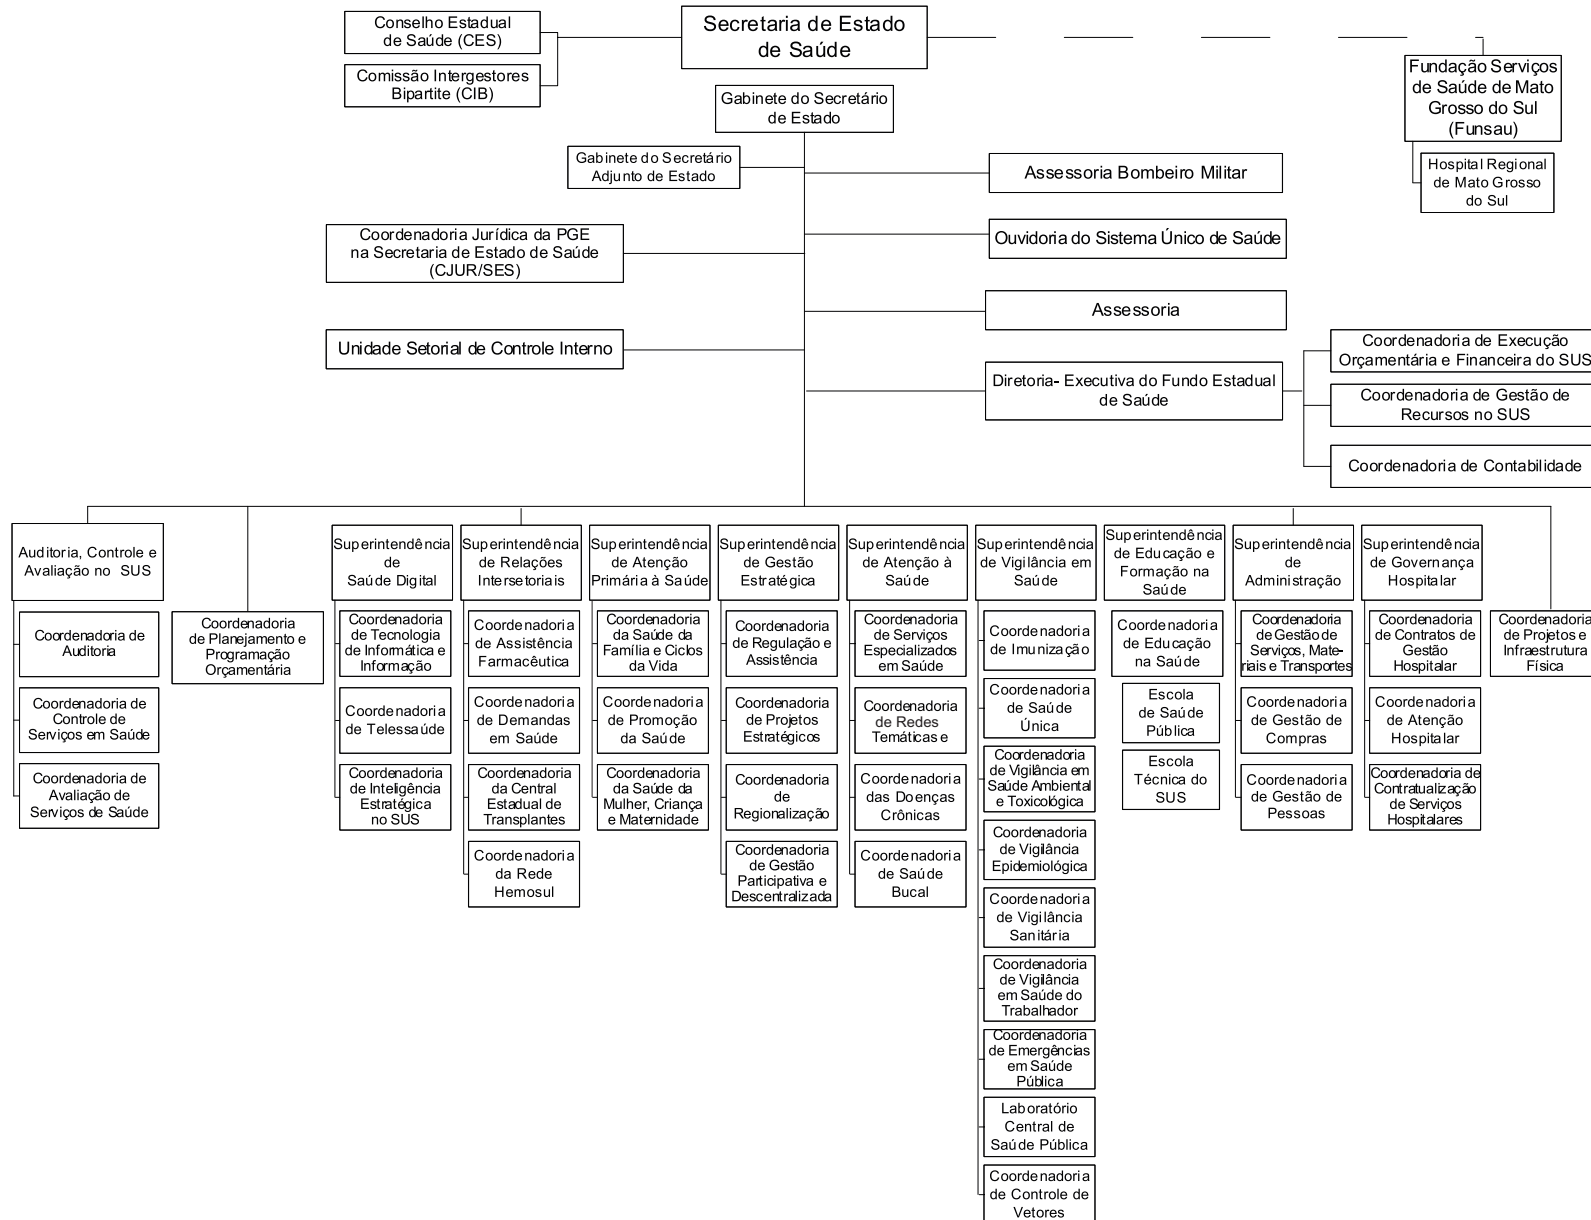 Secretaria de Estado
de Saúde
Conselho Estadual
de Saúde (CES)
Comissão Intergestores
Bipartite (CIB)
Fundação Serviços
de Saúde de Mato
Grosso do Sul
(Funsau)
Hospital Regional
de Mato Grosso
do Sul
Gabinete do Secretário
de Estado
Gabinete do Secretário
Adjunto de Estado
Assessoria Bombeiro Militar
Coordenadoria Jurídica da PGE
na Secretaria de Estado de Saúde
(CJUR/SES)
Ouvidoria do Sistema Único de Saúde
Assessoria
Unidade Setorial de Controle Interno
Diretoria- Executiva do Fundo Estadual
de Saúde
Coordenadoria de Execução
Orçamentária e Financeira do SUS
Coordenadoria de Gestão de
Recursos no SUS
Coordenadoria de Contabilidade
Auditoria, Controle e
Avaliação no SUS
Coordenadoria de
Auditoria
Coordenadoria de
Controle de
Serviços em Saúde
Coordenadoria de
Avaliação de
Serviços de Saúde
Coordenadoria
de Planejamento e
Programação
Orçamentária
Superintendência
de
Saúde Digital
Coordenadoria
de Tecnologia
de Informática e
Informação
Coordenadoria
de Telessaúde
Coordenadoria
de Inteligência
Estratégica
no SUS
Superintendência
de Relações
Intersetoriais
Coordenadoria
de Assistência
Farmacêutica
Coordenadoria
de Demandas
em Saúde
Coordenadoria
da Central
Estadual de
Transplantes
Coordenadoria
da Rede
Hemosul
Superintendência
de Atenção
Primária à Saúde
Coordenadoria
da Saúde da
Família e Ciclos
da Vida
Coordenadoria
de Promoção
da Saúde
Coordenadoria
da Saúde da
Mulher, Criança
e Maternidade
Superintendência
de Gestão
Estratégica
Coordenadoria
de Regulação e
Assistência
Coordenadoria
de Projetos
Estratégicos
Coordenadoria
de
Regionalização
Coordenadoria
de Gestão
Participativa e
Descentralizada
Superintendência
de Atenção à
Saúde
Coordenadoria
de Serviços
Especializados
em Saúde
Coordenadoria
de Redes
Temáticas e
Coordenadoria
das Doenças
Crônicas
Coordenadoria
de Saúde
Bucal
Superintendência
de Vigilância em
Saúde
Coordenadoria
de Imunização
Coordenadoria
de Saúde
Única
Coordenadoria
de Vigilância em
Saúde Ambiental
e Toxicológica
Coordenadoria
de Vigilância
Epidemiológica
Coordenadoria
de Vigilância
Sanitária
Coordenadoria
de Vigilância
em Saúde do
Trabalhador
Coordenadoria
de Emergências
em Saúde
Pública
Laboratório
Central de
Saúde Pública
Coordenadoria
de Controle de
Vetores
Superintendência
de Educação e
Formação na
Saúde
Coordenadoria
de Educação
na Saúde
Escola
de Saúde
Pública
Escola
Técnica do
SUS
Superintendência
de
Administração
Coordenadoria
de Gestão de
Serviços, Mate-
riais e Transportes
Coordenadoria
de Gestão de
Compras
Coordenadoria
de Gestão de
Pessoas
Superintendência
de Governança
Hospitalar
Coordenadoria
de Contratos de
Gestão
Hospitalar
Coordenadoria
de Atenção
Hospitalar
Coordenadoria de
Contratualização
de Serviços
Hospitalares
Coordenadoria
de Projetos e
Infraestrutura
Física